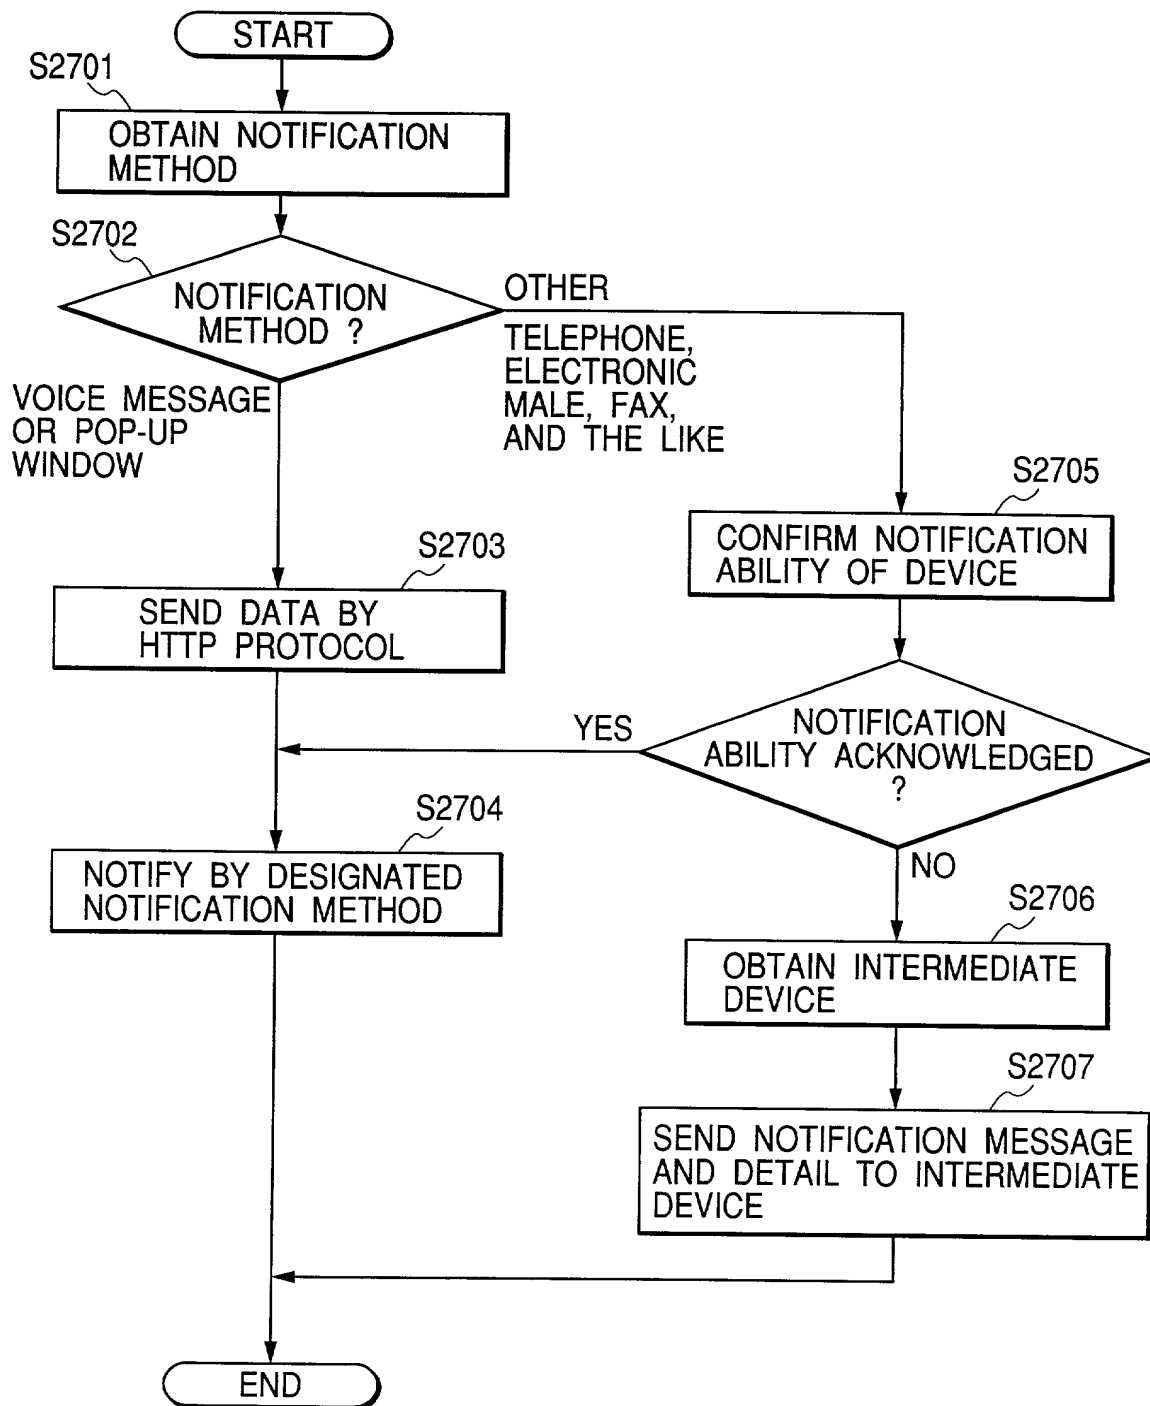 START
S2701
OBTAIN NOTIFICATION
METHOD
S2702
NOTIFICATION
METHOD ?
OTHER
TELEPHONE,
ELECTRONIC
MALE, FAX,
AND THE LIKE
VOICE MESSAGE
OR POP-UP
WINDOW
S2705
CONFIRM NOTIFICATION
ABILITY OF DEVICE
S2703
SEND DATA BY
HTTP PROTOCOL
YES
NOTIFICATION
ABILITY ACKNOWLEDGED
?
NO
S2704
NOTIFY BY DESIGNATED
NOTIFICATION METHOD
S2706
OBTAIN INTERMEDIATE
DEVICE
S2707
SEND NOTIFICATION MESSAGE
AND DETAIL TO INTERMEDIATE
DEVICE
END